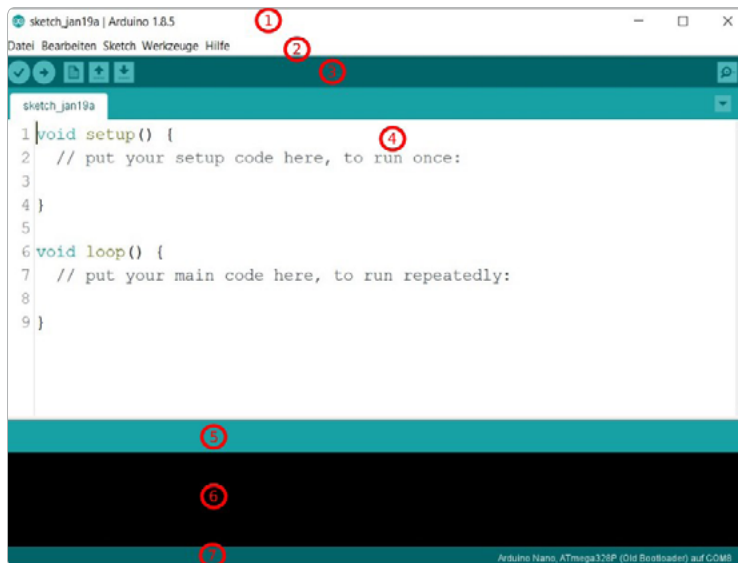 sketch_jan19a | Arduino 1.8.5 1
Datei Bearbeiten Sketch Werkzeuge Hilfe 2
3
sketch_jan19a
1 void setup() { 4
2 // put your setup code here, to run once:
3
4 }
5
6 void loop() {
7 // put your main code here, to run repeatedly:
8
9 }
5
6
7 Arduino Nano, ATmega328P (Old Bootloader) auf COM8